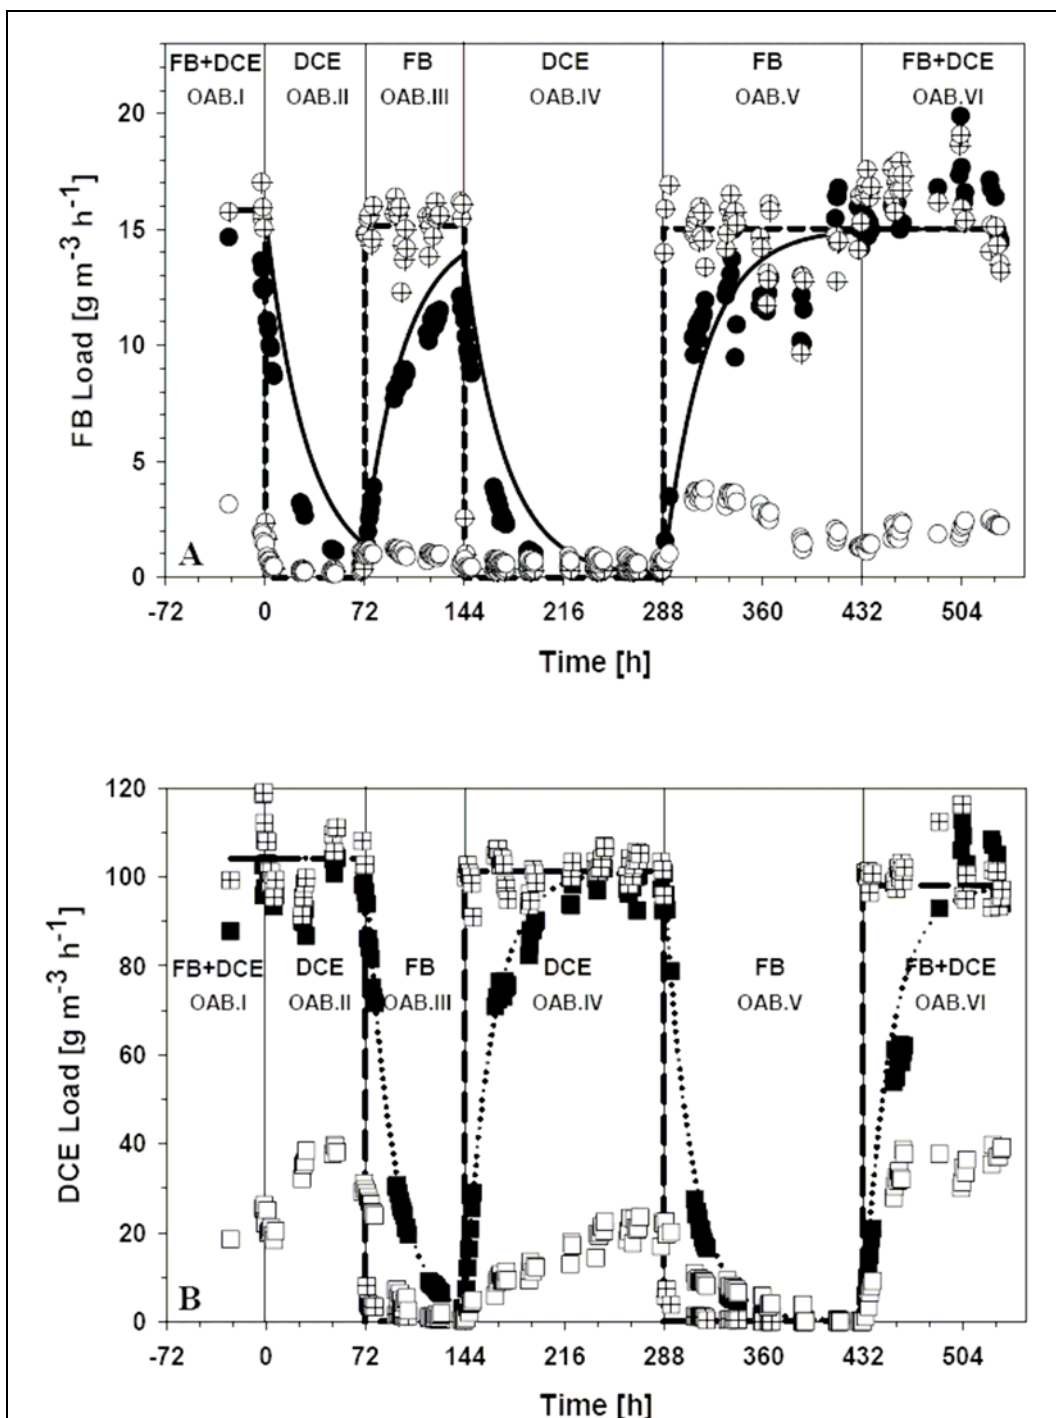 FB+DCE DCE FB DCE FB FB+DCE
OAB.I OAB.II OAB.III OAB.IV OAB.V OAB.VI
20
15
10
5
0
FB Load [g m-3 h-1]
A
-72 0 72 144 216 288 360 432 504
Time [h]
120
100
80
60
40
20
0
DCE Load [g m-3 h-1]
FB+DCE DCE FB DCE FB FB+DCE
OAB.I OAB.II OAB.III OAB.IV OAB.V OAB.VI
B
-72 0 72 144 216 288 360 432 504
Time [h]